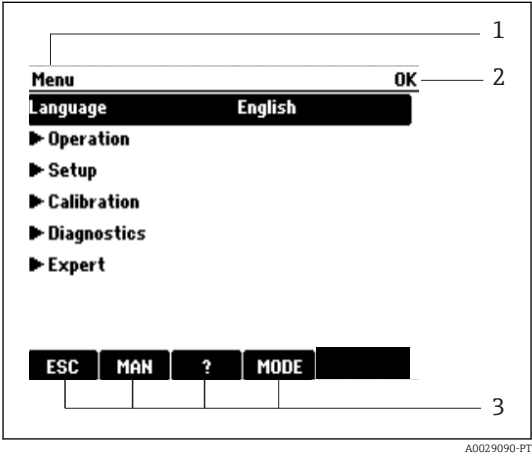 1
Menu OK 2
Language English
Operation
Setup
Calibration
Diagnostics
Expert
ESC MAN ? MODE
3
A0029090-PT